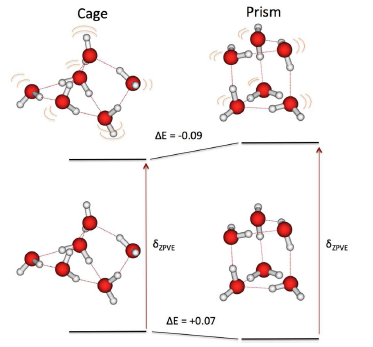 Cage
Prism
ΔE = -0.09
δZPVE
δZPVE
ΔE = +0.07